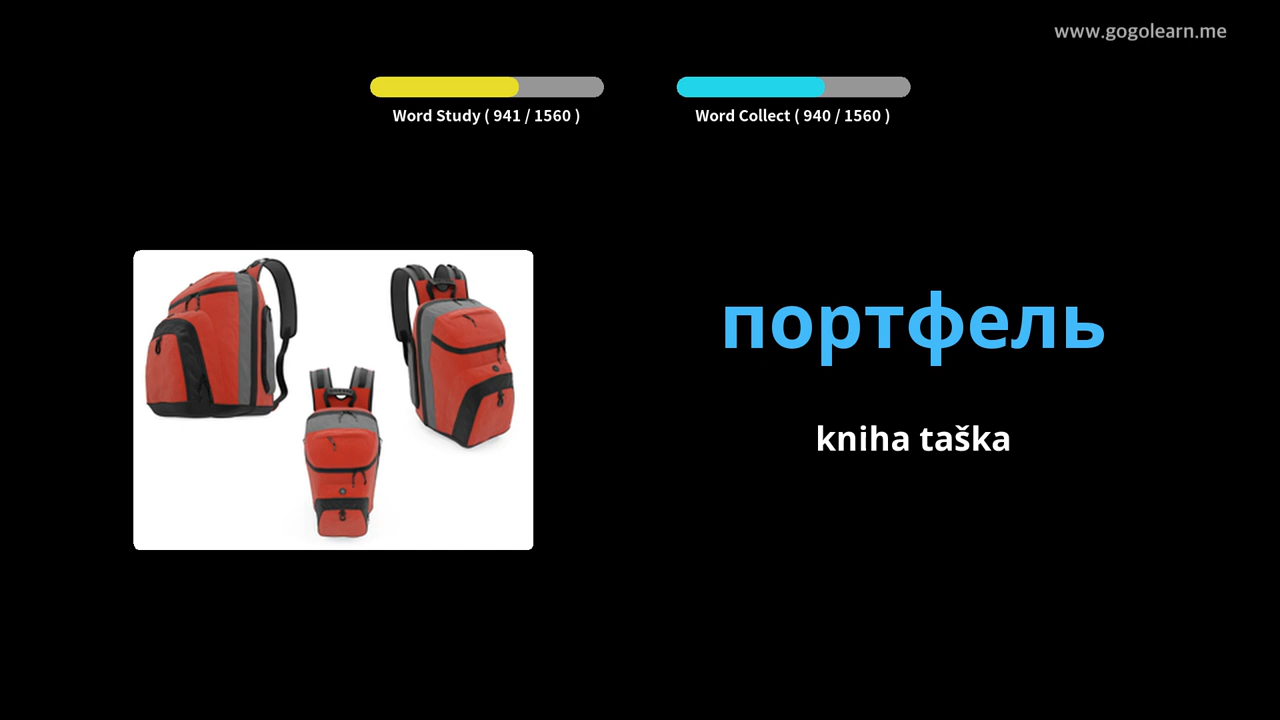 www.gogolearn.me
Word Study ( 941 / 1560 )
Word Collect ( 940 / 1560 )
портфель
kniha taška